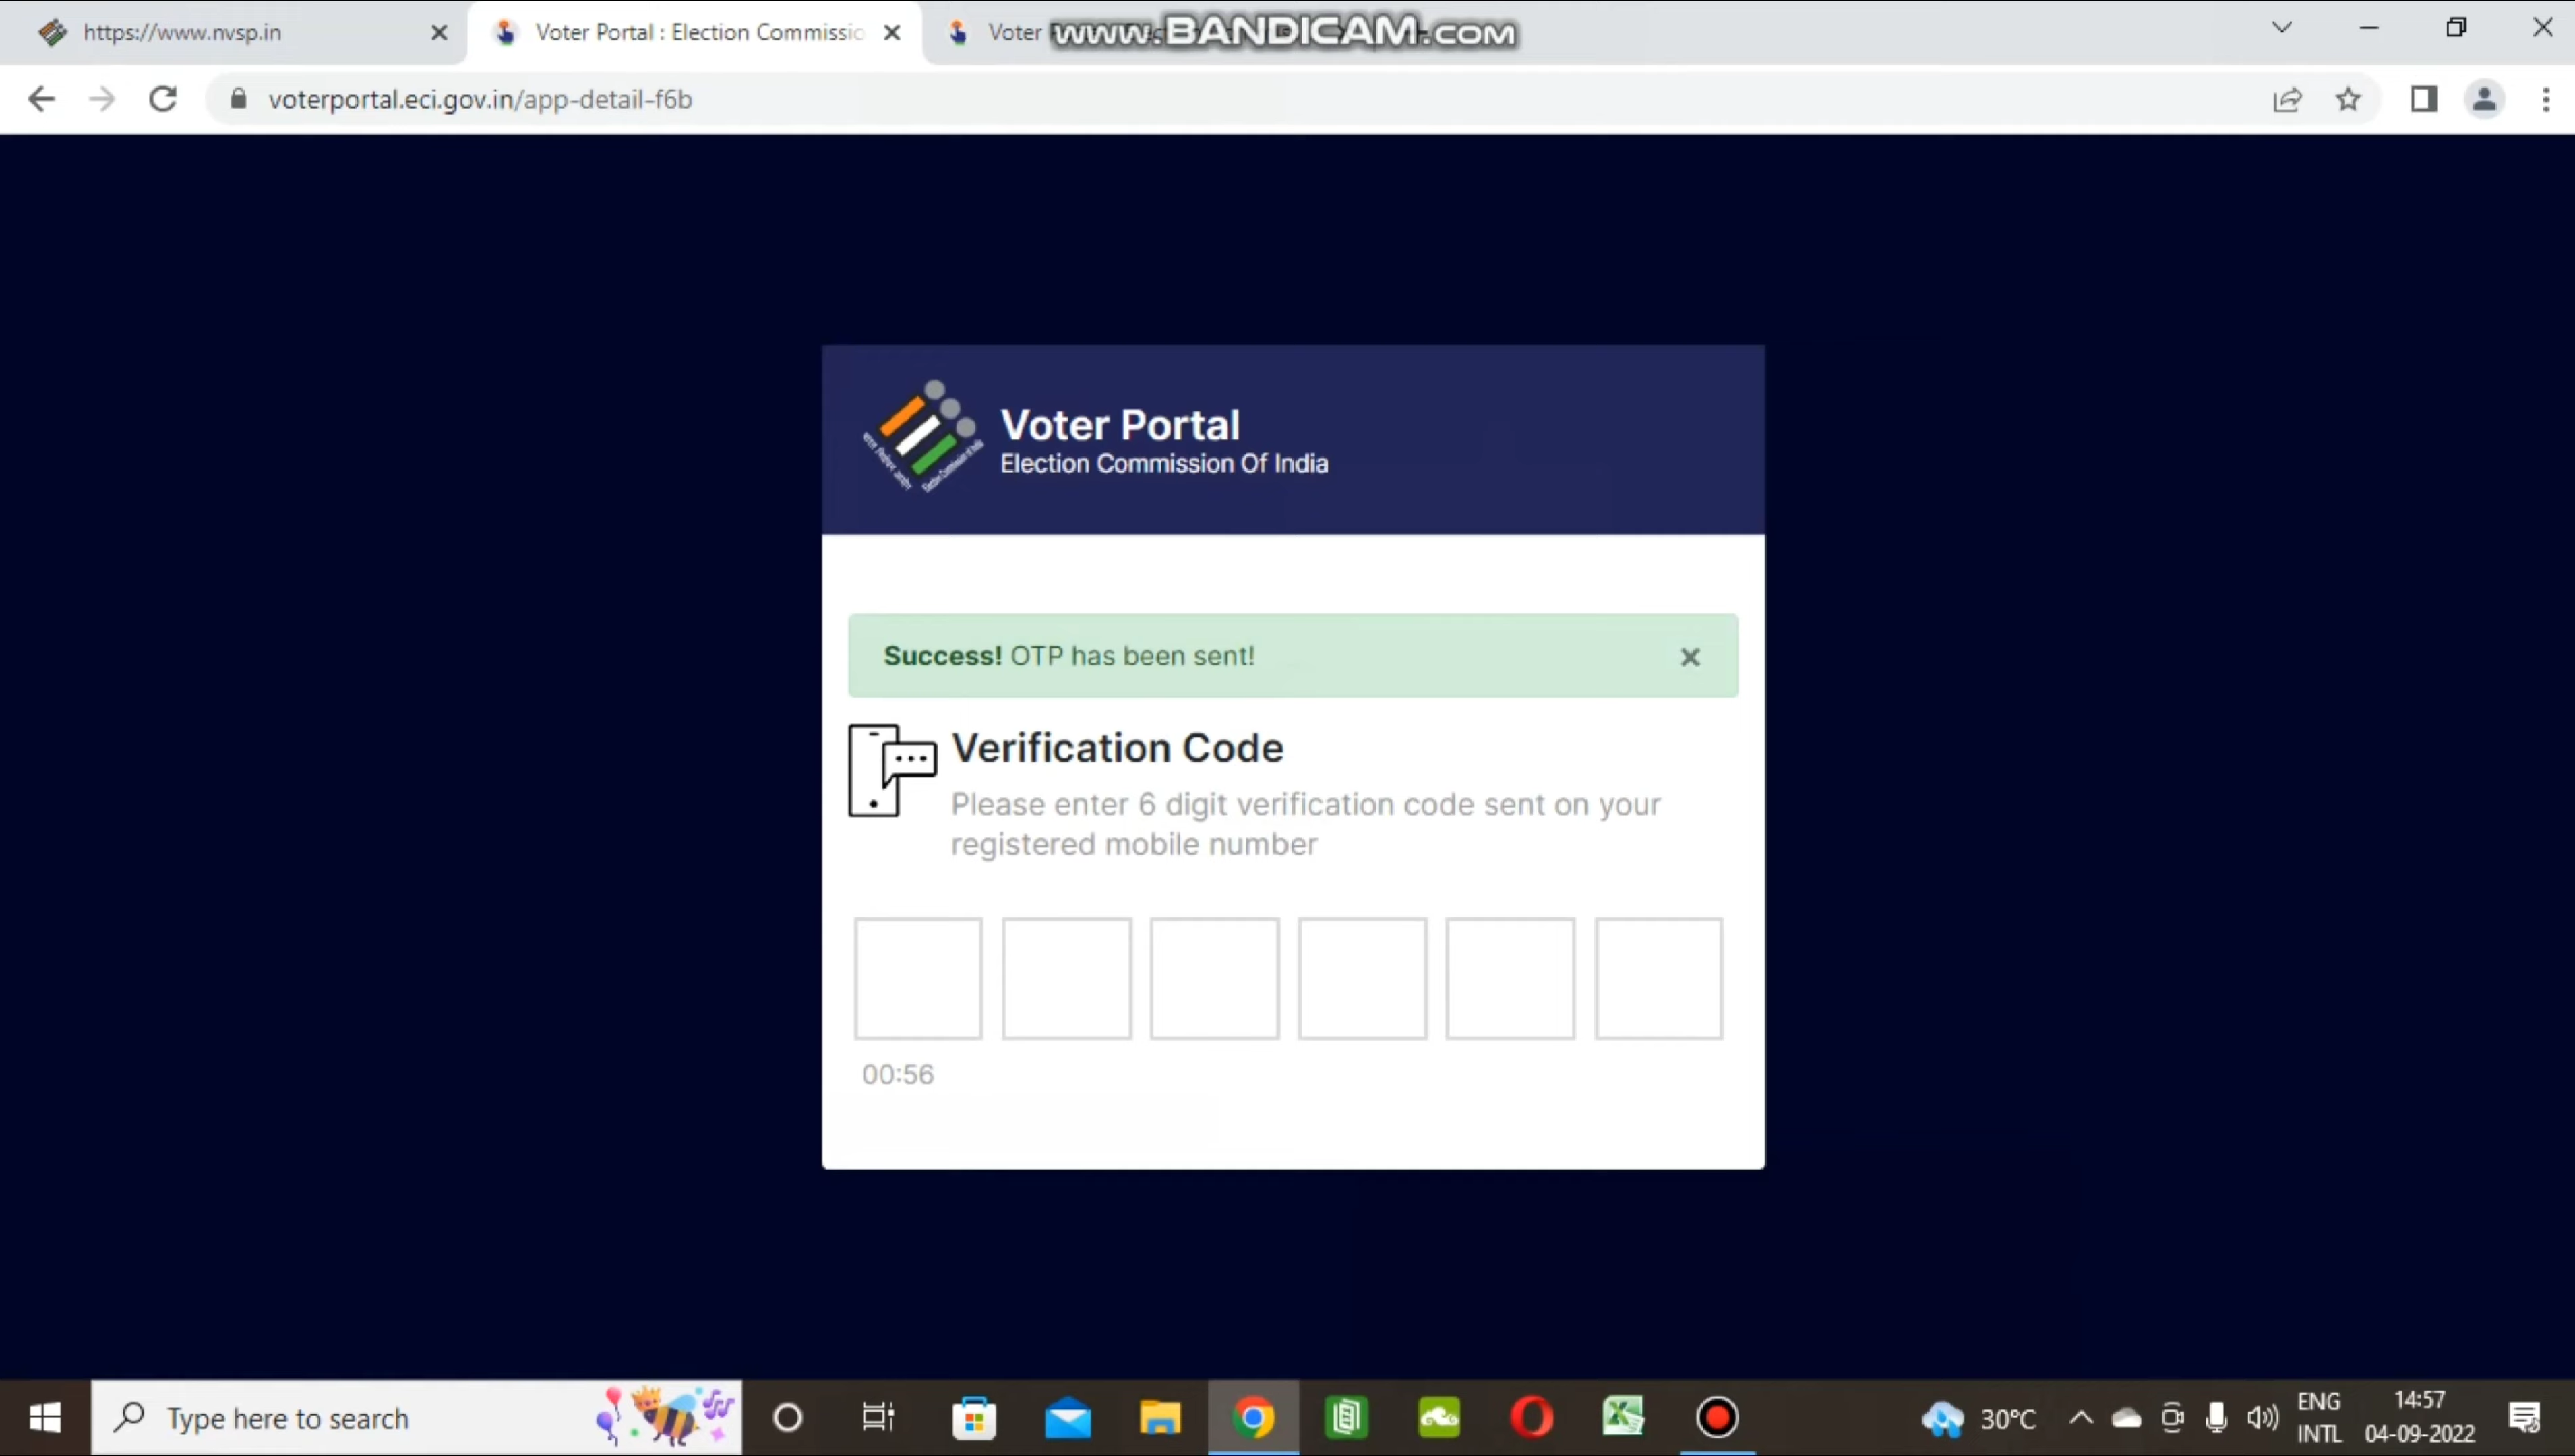 https://www.nvsp.in
Voter Portal : Election Commissio
Voter
www.BANDICAM.com
voterportal.eci.gov.in/app-detail-f6b
Voter Portal
Election Commission Of India
Success! OTP has been sent!
Verification Code
Please enter 6 digit verification code sent on your
registered mobile number
00:56
Type here to search
30°C
ENG
INTL
14:57
04-09-2022